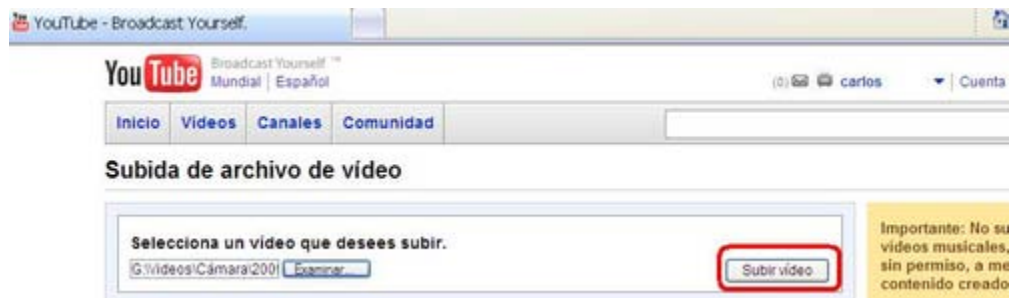 YouTube - Broadcast Yourself.
You Tube Broadcast Yourself ™
Mundial | Español
(0) carlos | Cuenta
Inicio Vídeos Canales Comunidad
Subida de archivo de vídeo
Selecciona un vídeo que desees subir.
G:\Videos\Cámara\200 Examinar...
Subir vídeo
Importante: No su
vídeos musicales,
sin permiso, a me
contenido creado